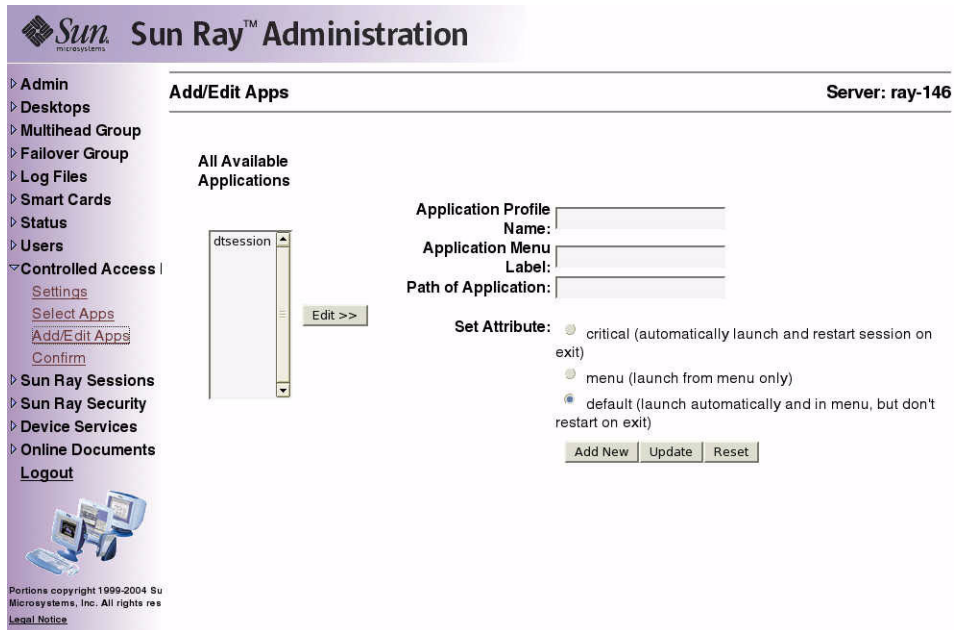 Sun microsystems Sun Ray™ Administration
Admin
Desktops
Multihead Group
Failover Group
Log Files
Smart Cards
Status
Users
Controlled Access
Settings
Select Apps
Add/Edit Apps
Confirm
Sun Ray Sessions
Sun Ray Security
Device Services
Online Documents
Logout
Portions copyright 1999-2004 Su
Microsystems, Inc. All rights res
Legal Notice
Add/Edit Apps Server: ray-146
All Available
Applications
dtsession
Edit >>
Application Profile
Name:
Application Menu
Label:
Path of Application:
Set Attribute:
critical (automatically launch and restart session on
exit)
menu (launch from menu only)
default (launch automatically and in menu, but don't
restart on exit)
Add New Update Reset